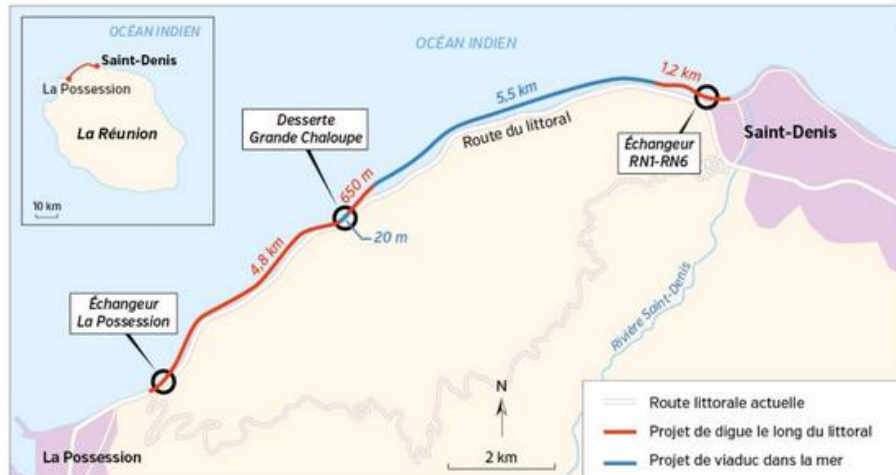 OCÉAN INDIEN
Saint-Denis
La Possession
La Réunion
10 km
OCÉAN INDIEN
Desserte
Grande Chaloupe
5,5 km
Route du littoral
1,2 km
Échangeur
RN1-RN6
Saint-Denis
650 m
20 m
4,8 km
Échangeur
La Possession
Rivière Saint-Denis
La Possession
N
2 km
Route littorale actuelle
Projet de digue le long du littoral
Projet de viaduc dans la mer